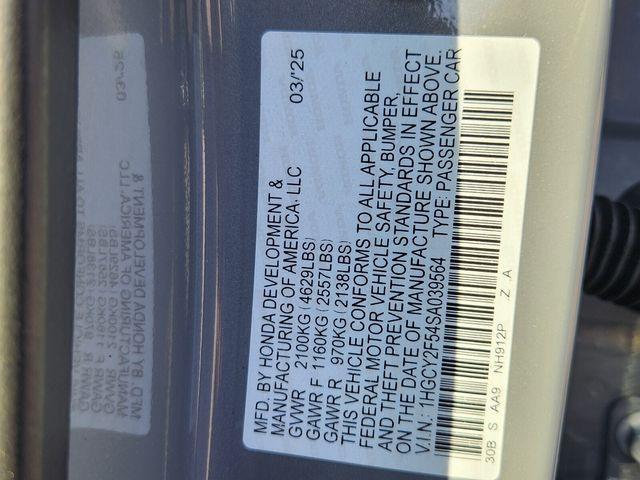 MFD. BY HONDA DEVELOPMENT &
MANUFACTURING OF AMERICA, LLC 03/'25
GVWR 2100KG (4629LBS)
GAWR F 1160KG (2557LBS)
GAWR R 970KG (2138LBS)
THIS VEHICLE CONFORMS TO ALL APPLICABLE
FEDERAL MOTOR VEHICLE SAFETY, BUMPER,
AND THEFT PREVENTION STANDARDS IN EFFECT
ON THE DATE OF MANUFACTURE SHOWN ABOVE.
V.I.N.: 1HGCY2F54SA039564 TYPE: PASSENGER CAR
30B S AA9 NH912P Z A